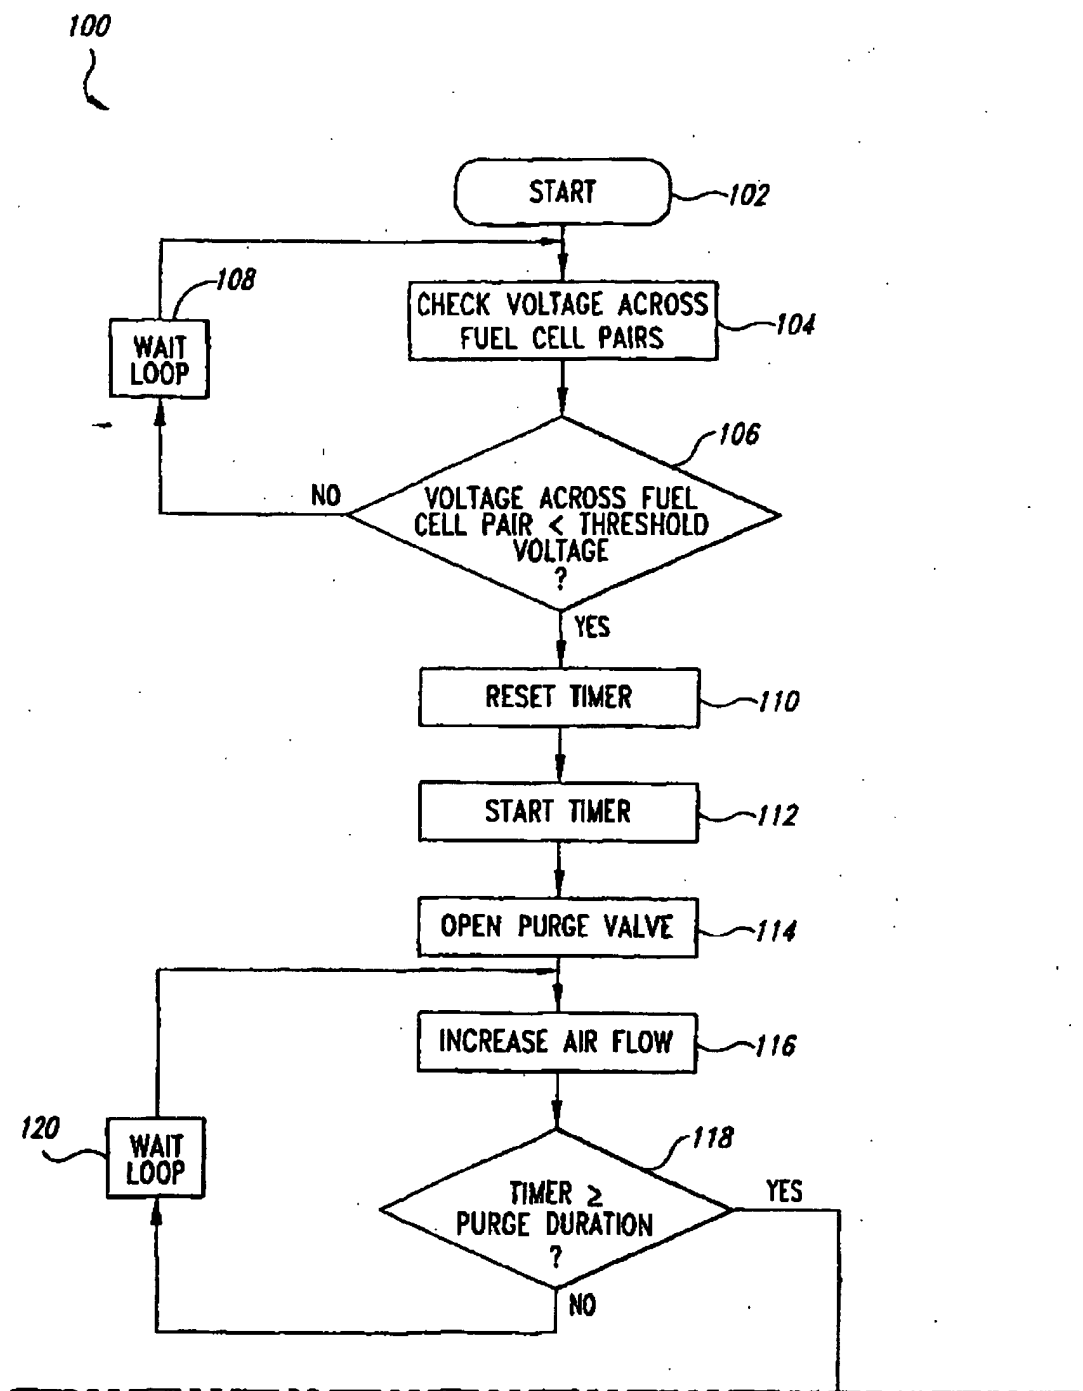 100
START
102
108
CHECK VOLTAGE ACROSS
FUEL CELL PAIRS
104
WAIT
LOOP
106
NO
VOLTAGE ACROSS FUEL
CELL PAIR < THRESHOLD
VOLTAGE
?
YES
RESET TIMER
110
START TIMER
112
OPEN PURGE VALVE
114
INCREASE AIR FLOW
116
120
WAIT
LOOP
118
TIMER ≥
PURGE DURATION
?
YES
NO